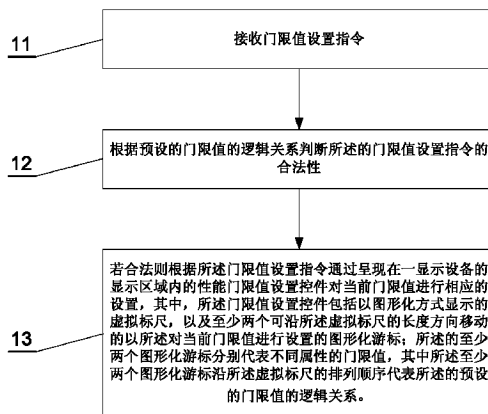 11
接收门限值设置指令
12
根据预设的门限值的逻辑关系判断所述的门限值设置指令的
合法性
13
若合法则根据所述门限值设置指令通过呈现在一显示设备的
显示区域内的性能门限值设置控件对当前门限值进行相应的
设置，其中，所述门限值设置控件包括以图形化方式显示的
虚拟标尺，以及至少两个可沿所述虚拟标尺的长度方向移动
的以所述对当前门限值进行设置的图形化游标；所述的至少
两个图形化游标分别代表不同属性的门限值，其中所述至少
两个图形化游标沿所述虚拟标尺的排列顺序代表所述的预设
的门限值的逻辑关系。